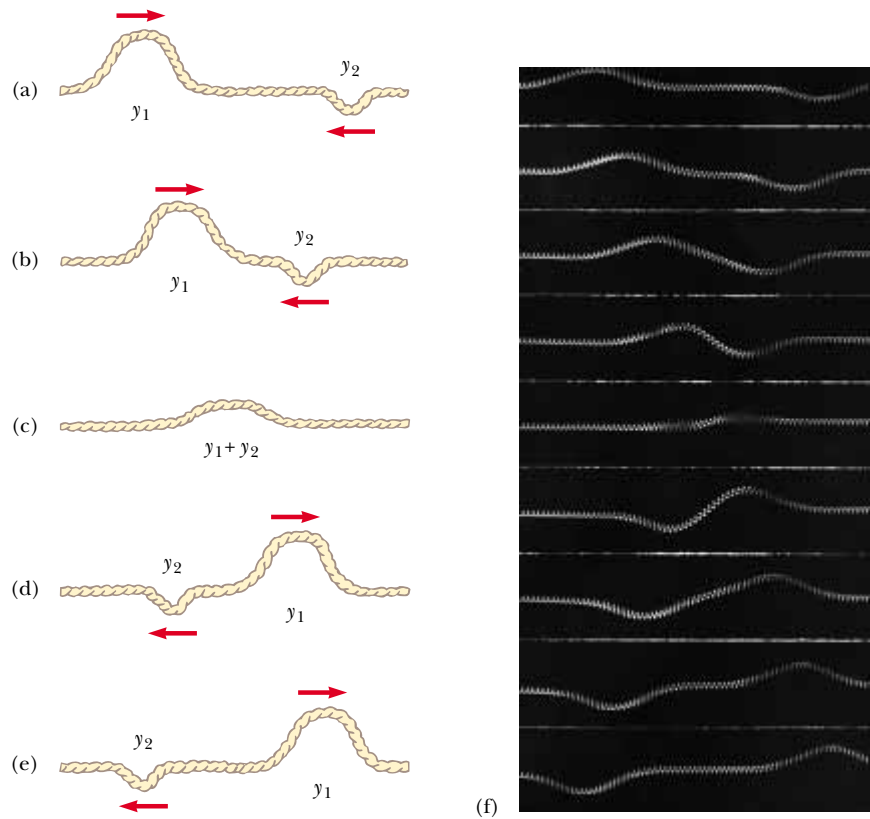 y₂
(a)
y₁
y₂
(b)
y₁
(c)
y₁ + y₂
y₂
(d)
y₁
y₂
(e)
y₁
(f)